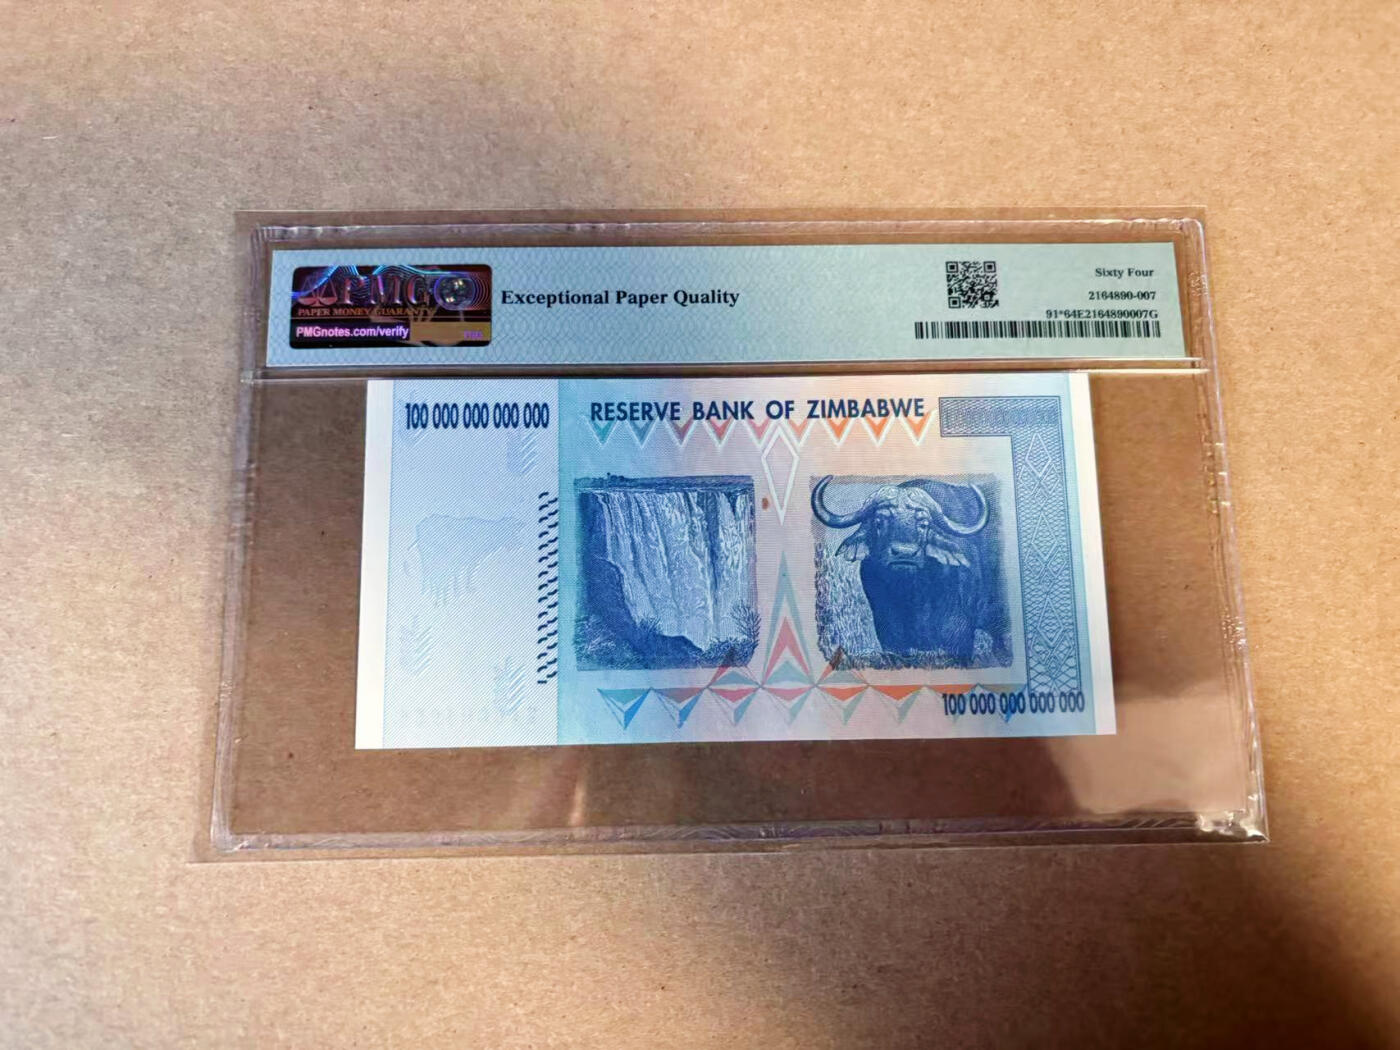 PMG
PAPER MONEY GUARANTY
PMGnotes.com/verify
Exceptional Paper Quality
Sixty Four
2164890-007
91*64E2164890007G
100 000 000 000 000
RESERVE BANK OF ZIMBABWE
100 000 000 000 000